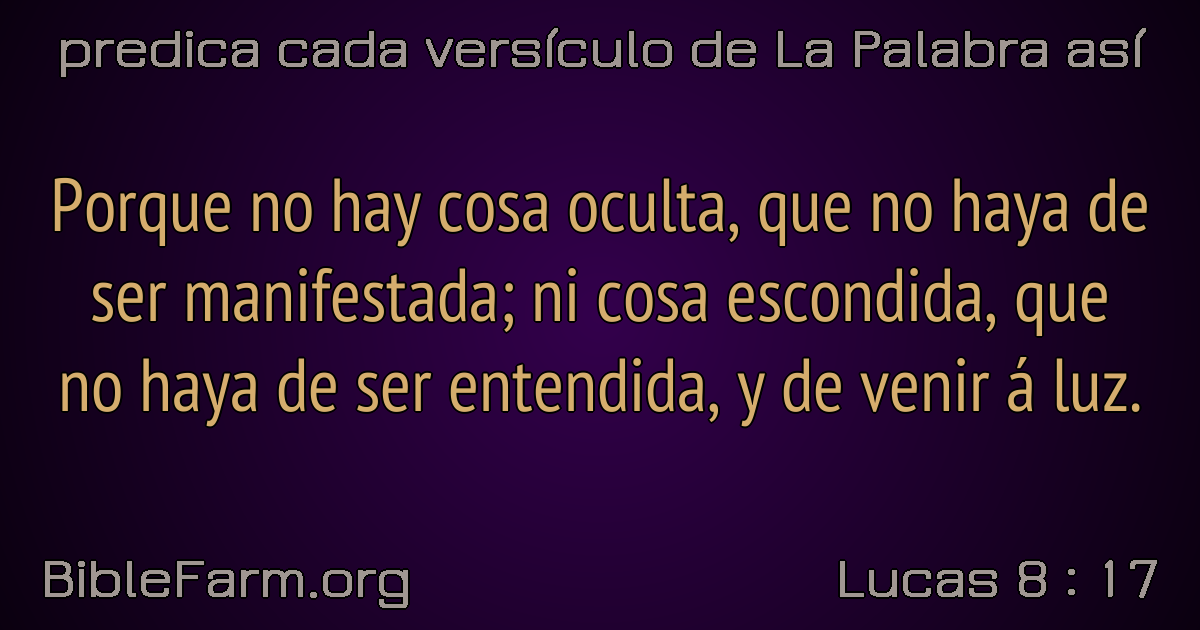 predica cada versículo de La Palabra así
Porque no hay cosa oculta, que no haya de
ser manifestada; ni cosa escondida, que
no haya de ser entendida, y de venir á luz.
BibleFarm.org
Lucas 8 : 17